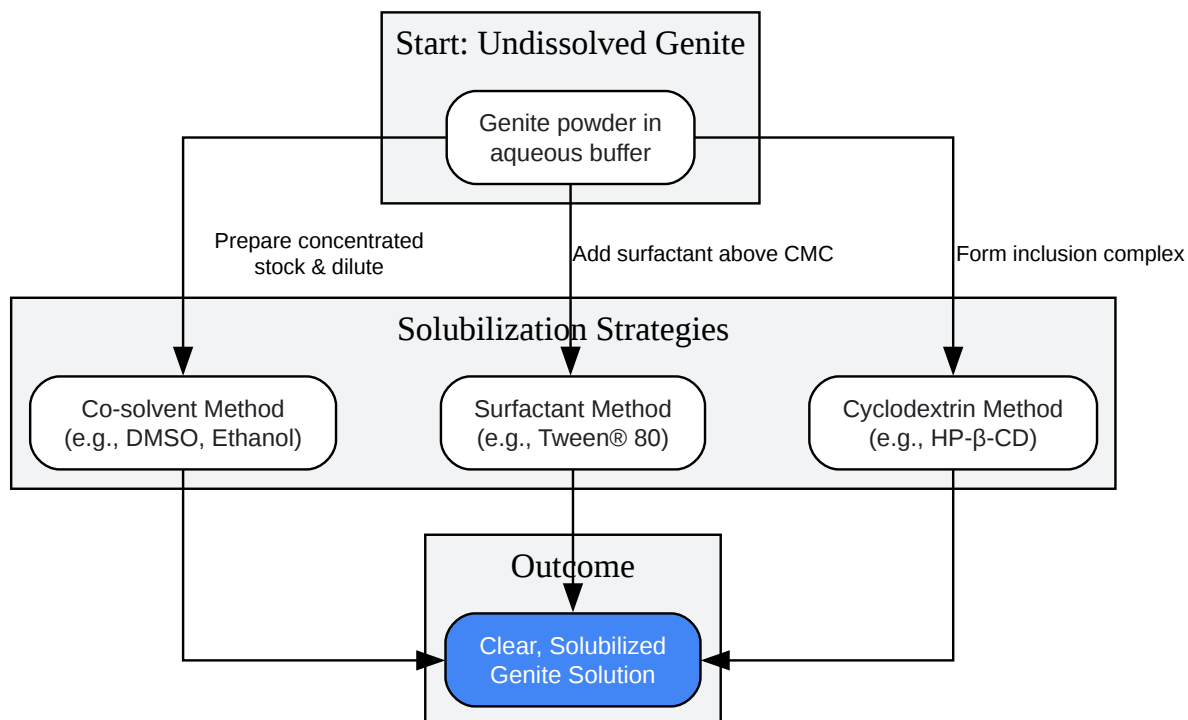 Start: Undissolved Genite
Genite powder in
aqueous buffer
Prepare concentrated
stock & dilute
Add surfactant above CMC
Form inclusion complex
Solubilization Strategies
Co-solvent Method
(e.g., DMSO, Ethanol)
Surfactant Method
(e.g., Tween® 80)
Cyclodextrin Method
(e.g., HP-β-CD)
Outcome
Clear, Solubilized
Genite Solution